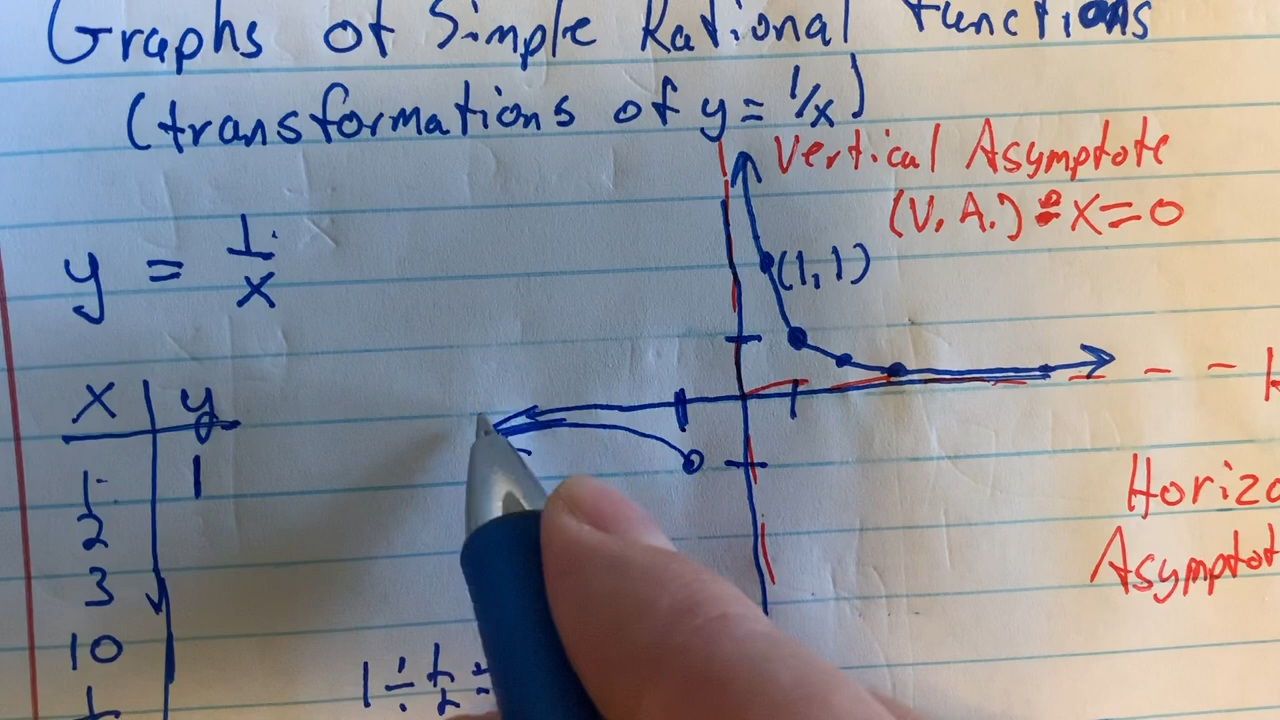 Graphs of Simple Rational Functions
(transformations of y = 1/x)
Vertical Asymptote
(V. A.) : x = 0
y = 1/x
(1, 1)
x y
1 1
2
3
10
Horizo
Asymptot
1 ÷